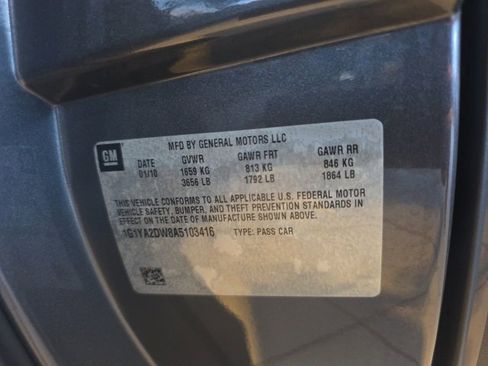 MFD BY GENERAL MOTORS LLC
GM
DATE GVWR GAWR FRT GAWR RR
01/10 1659 KG 813 KG 846 KG
3656 LB 1792 LB 1864 LB
THIS VEHICLE CONFORMS TO ALL APPLICABLE U.S. FEDERAL MOTOR
VEHICLE SAFETY, BUMPER, AND THEFT PREVENTION STANDARDS
IN EFFECT ON THE DATE OF MANUFACTURE SHOWN ABOVE.
1G1YA2DW8A5103416 TYPE: PASS CAR